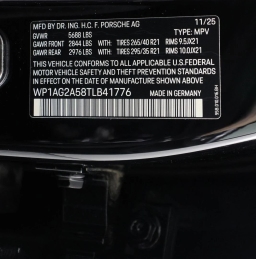 MFG BY DR. ING. H.C. F. PORSCHE AG 11/25
GVWR 5688 LBS TYPE: MPV
GAWR FRONT 2844 LBS WITH TIRES 265/40 R21 RIMS 9.5JX21
GAWR REAR 2976 LBS WITH TIRES 295/35 R21 RIMS 10.0JX21
THIS VEHICLE CONFORMS TO ALL APPLICABLE U.S. FEDERAL
MOTOR VEHICLE SAFETY AND THEFT PREVENTION STANDARDS
IN EFFECT ON THE DATE OF MANUFACTURE SHOWN ABOVE.
WP1AG2A58TLB41776
MADE IN GERMANY